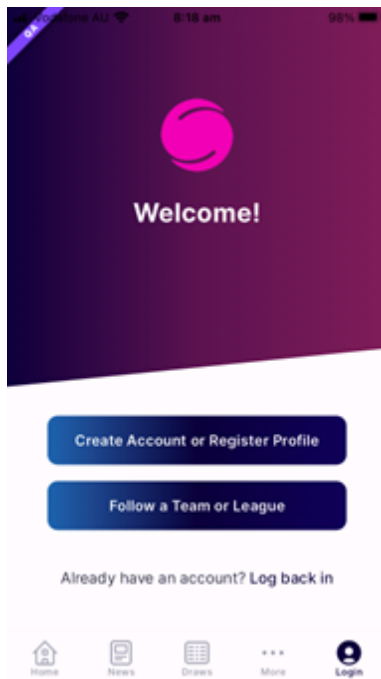 Vodafone AU 8:18 am 98%
QA
Welcome!
Create Account or Register Profile
Follow a Team or League
Already have an account? Log back in
Home News Draws More Login